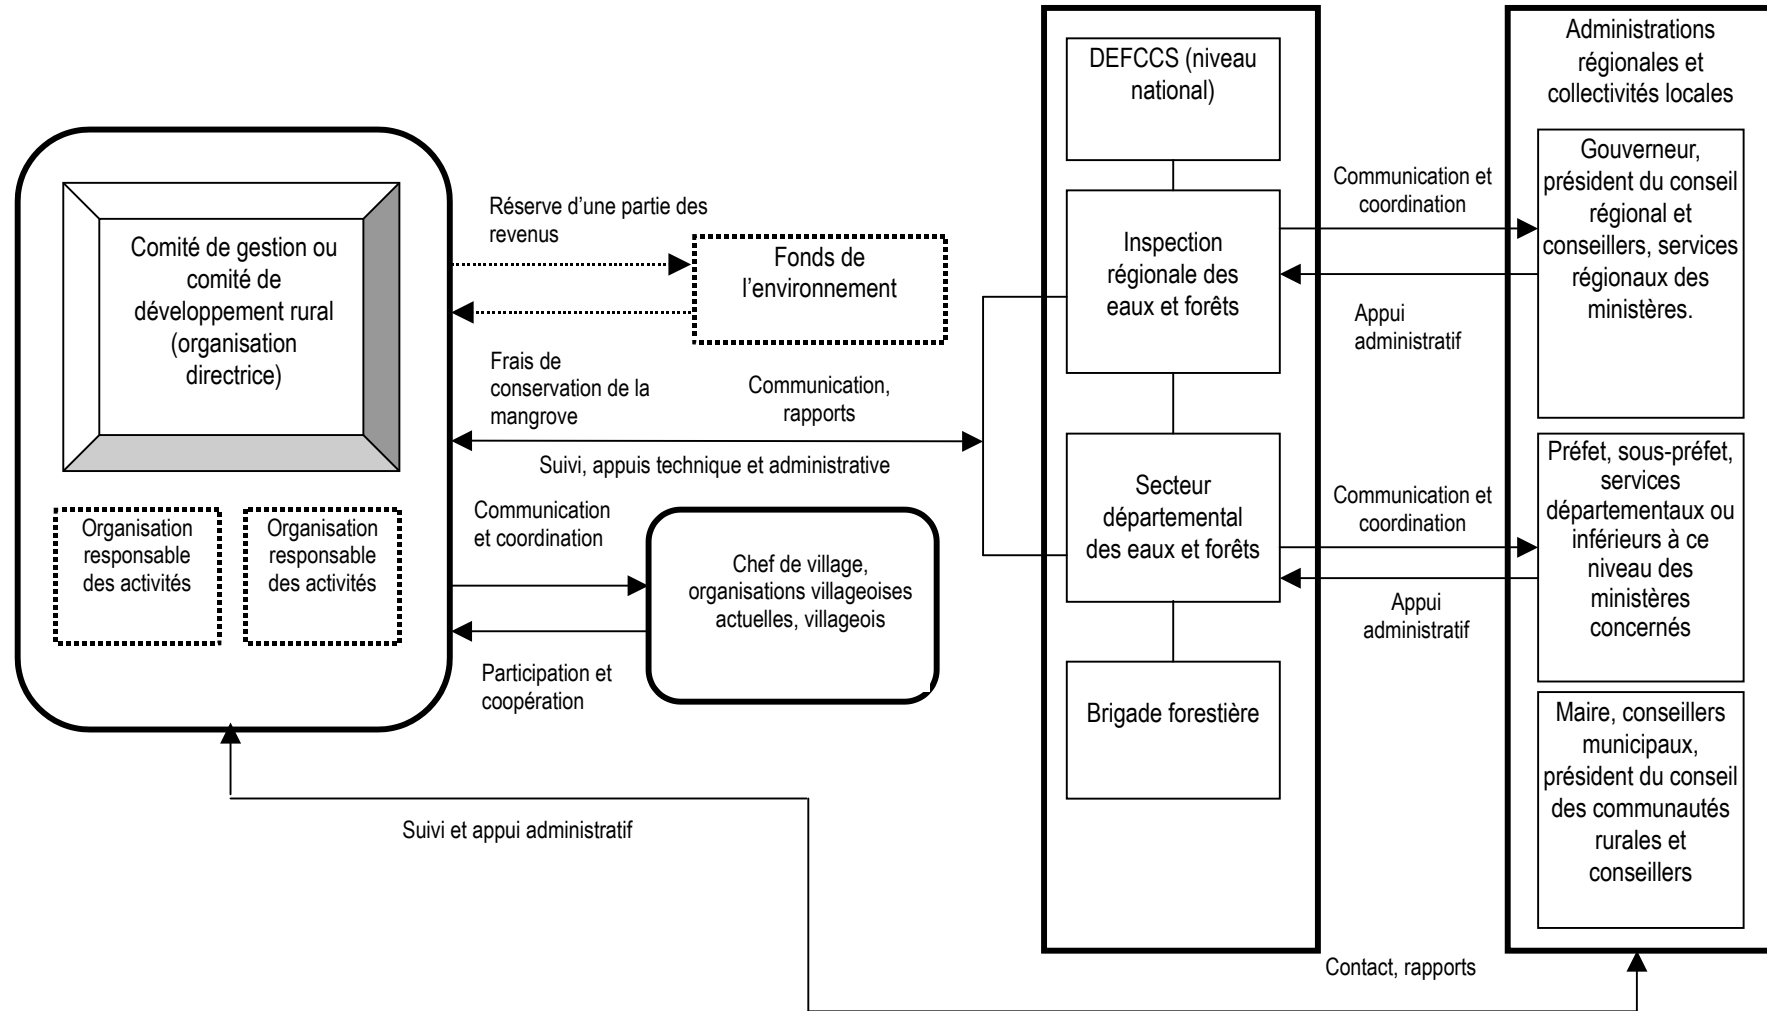 Comité de gestion ou
comité de
développement rural
(organisation
directrice)
Organisation
responsable
des activités
Organisation
responsable
des activités
Réserve d’une partie des
revenus
Fonds de
l’environnement
Frais de
conservation de la
mangrove
Communication,
rapports
Suivi, appuis technique et administrative
Communication
et coordination
Chef de village,
organisations villageoises
actuelles, villageois
Participation et
coopération
Suivi et appui administratif
DEFCCS (niveau
national)
Inspection
régionale des
eaux et forêts
Secteur
départemental
des eaux et forêts
Brigade forestière
Communication et
coordination
Appui
administratif
Communication et
coordination
Appui
administratif
Contact, rapports
Administrations
régionales et
collectivités locales
Gouverneur,
président du conseil
régional et
conseillers, services
régionaux des
ministères.
Préfet, sous-préfet,
services
départementaux ou
inférieurs à ce
niveau des
ministères
concernés
Maire, conseillers
municipaux,
président du conseil
des communautés
rurales et
conseillers